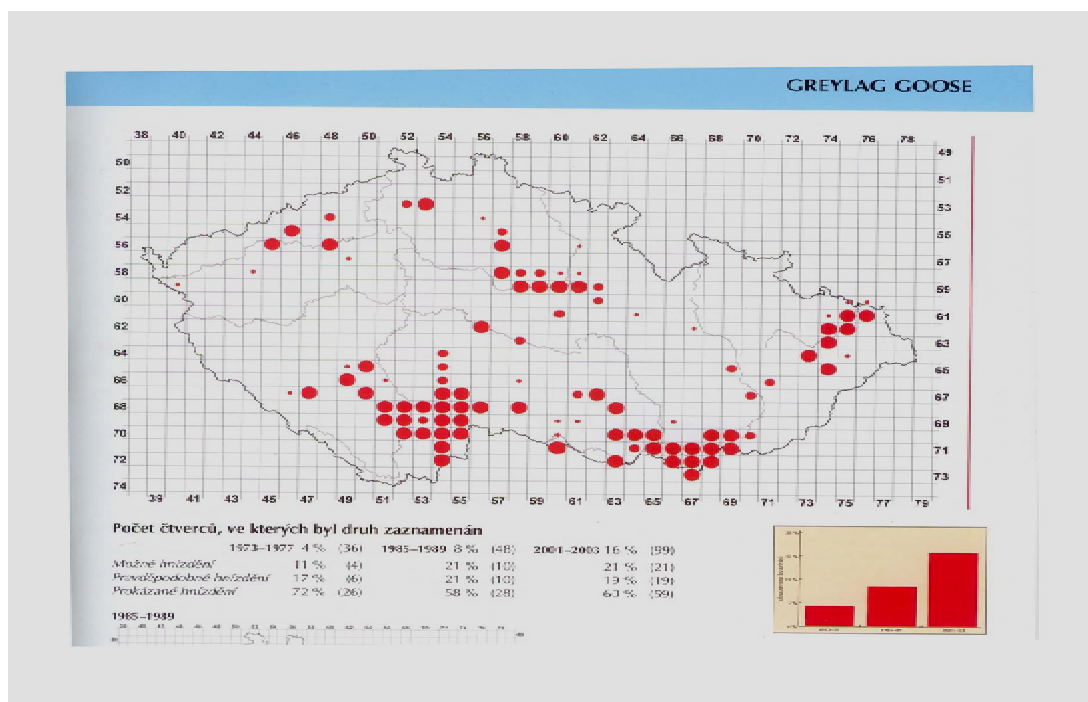 GREYLAG GOOSE
38 40 42 44 46 48 50 52 54 56 58 60 62 64 66 68 70 72 74 76 78
50 49
52 51
54 53
56 55
58 57
60 59
62 61
64 63
66 65
68 67
70 69
72 71
74 73
39 41 43 45 47 49 51 53 55 57 59 61 63 65 67 69 71 73 75 77 79
Počet čtverců, ve kterých byl druh zaznamenán
1973–1977 4 % (36) 1985–1989 8 % (48) 2001–2003 16 % (99)
Možné hnízdění 11 % (4) 21 % (10) 21 % (21)
Pravděpodobné hnízdění 17 % (6) 21 % (10) 19 % (19)
Prokázané hnízdění 72 % (26) 58 % (28) 60 % (59)
1985–1989